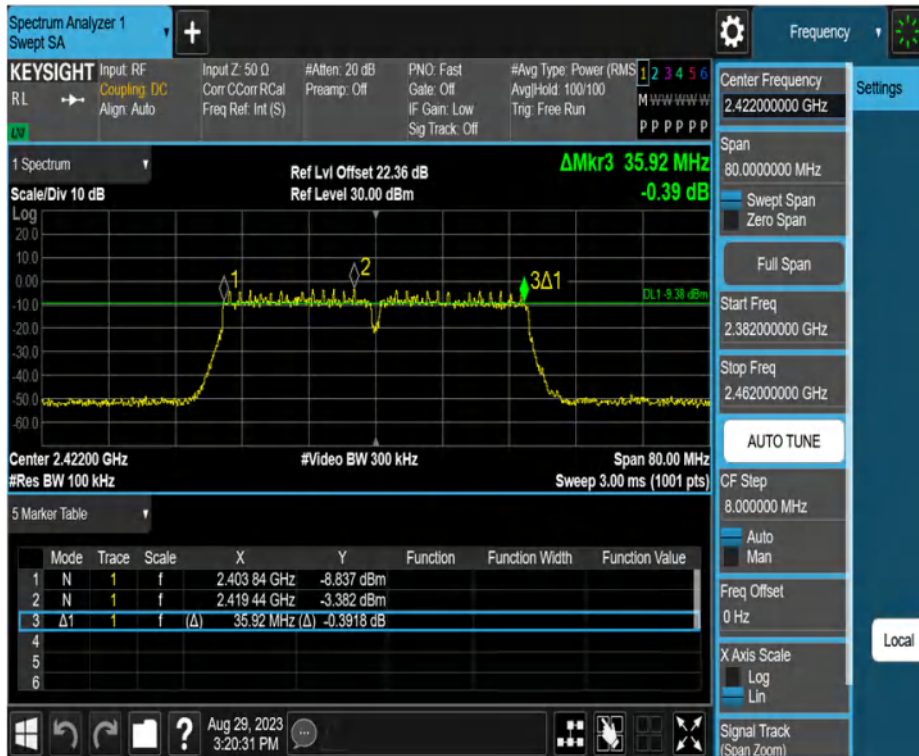 Spectrum Analyzer 1
Swept SA
Frequency
KEYSIGHT
RL
LNI
Input: RF
Coupling: DC
Align: Auto
Input Z: 50 Ω
Corr CCorr RCal
Freq Ref: Int (S)
#Atten: 20 dB
Preamp: Off
PNO: Fast
Gate: Off
IF Gain: Low
Sig Track: Off
#Avg Type: Power (RMS
Avg|Hold: 100/100
Trig: Free Run
1 2 3 4 5 6
M W W W W W
P P P P P P
1 Spectrum
Ref Lvl Offset 22.36 dB
ΔMkr3 35.92 MHz
Scale/Div 10 dB
Ref Level 30.00 dBm
-0.39 dB
Log
20.0
10.0
0.00
-10.0
-20.0
-30.0
-40.0
-50.0
-60.0
1
2
3Δ1
DL1 -9.38 dBm
Center 2.42200 GHz
#Video BW 300 kHz
Span 80.00 MHz
#Res BW 100 kHz
Sweep 3.00 ms (1001 pts)
5 Marker Table
Mode Trace Scale X Y Function Function Width Function Value
1 N 1 f 2.403 84 GHz -8.837 dBm
2 N 1 f 2.419 44 GHz -3.382 dBm
3 Δ1 1 f (Δ) 35.92 MHz (Δ) -0.3918 dB
4
5
6
Aug 29, 2023
3:20:31 PM
Center Frequency
2.422000000 GHz
Span
80.0000000 MHz
Swept Span
Zero Span
Full Span
Start Freq
2.382000000 GHz
Stop Freq
2.462000000 GHz
AUTO TUNE
CF Step
8.000000 MHz
Auto
Man
Freq Offset
0 Hz
X Axis Scale
Log
Lin
Signal Track
(Span Zoom)
Settings
Local